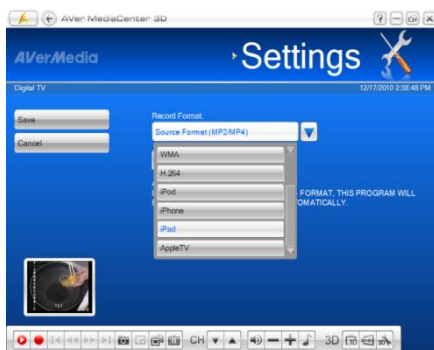 AVer MediaCenter 3D
AVerMedia
Settings
Digital TV
12/17/2010 2:38:48 PM
Save
Cancel
Record Format:
Source Format (MP2/MP4)
WMA
H.264
iPod
iPhone
iPad
AppleTV
FORMAT, THIS PROGRAM WILL
OMATICALLY.
CH
3D